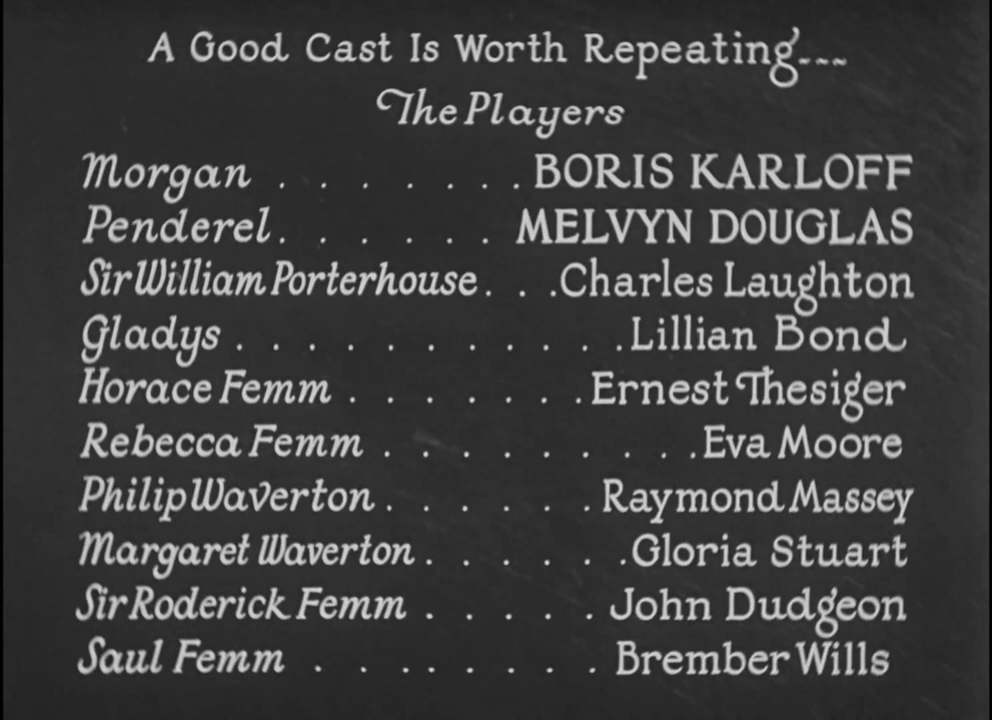 A Good Cast Is Worth Repeating---
The Players
Morgan . . . . . . . BORIS KARLOFF
Penderel . . . . . . MELVYN DOUGLAS
Sir William Porterhouse . . . Charles Laughton
Gladys . . . . . . . . . . . Lillian Bond
Horace Femm . . . . . . . Ernest Thesiger
Rebecca Femm . . . . . . . . . Eva Moore
Philip Waverton . . . . . . Raymond Massey
Margaret Waverton . . . . . . Gloria Stuart
Sir Roderick Femm . . . . . John Dudgeon
Saul Femm . . . . . . . . Brember Wills